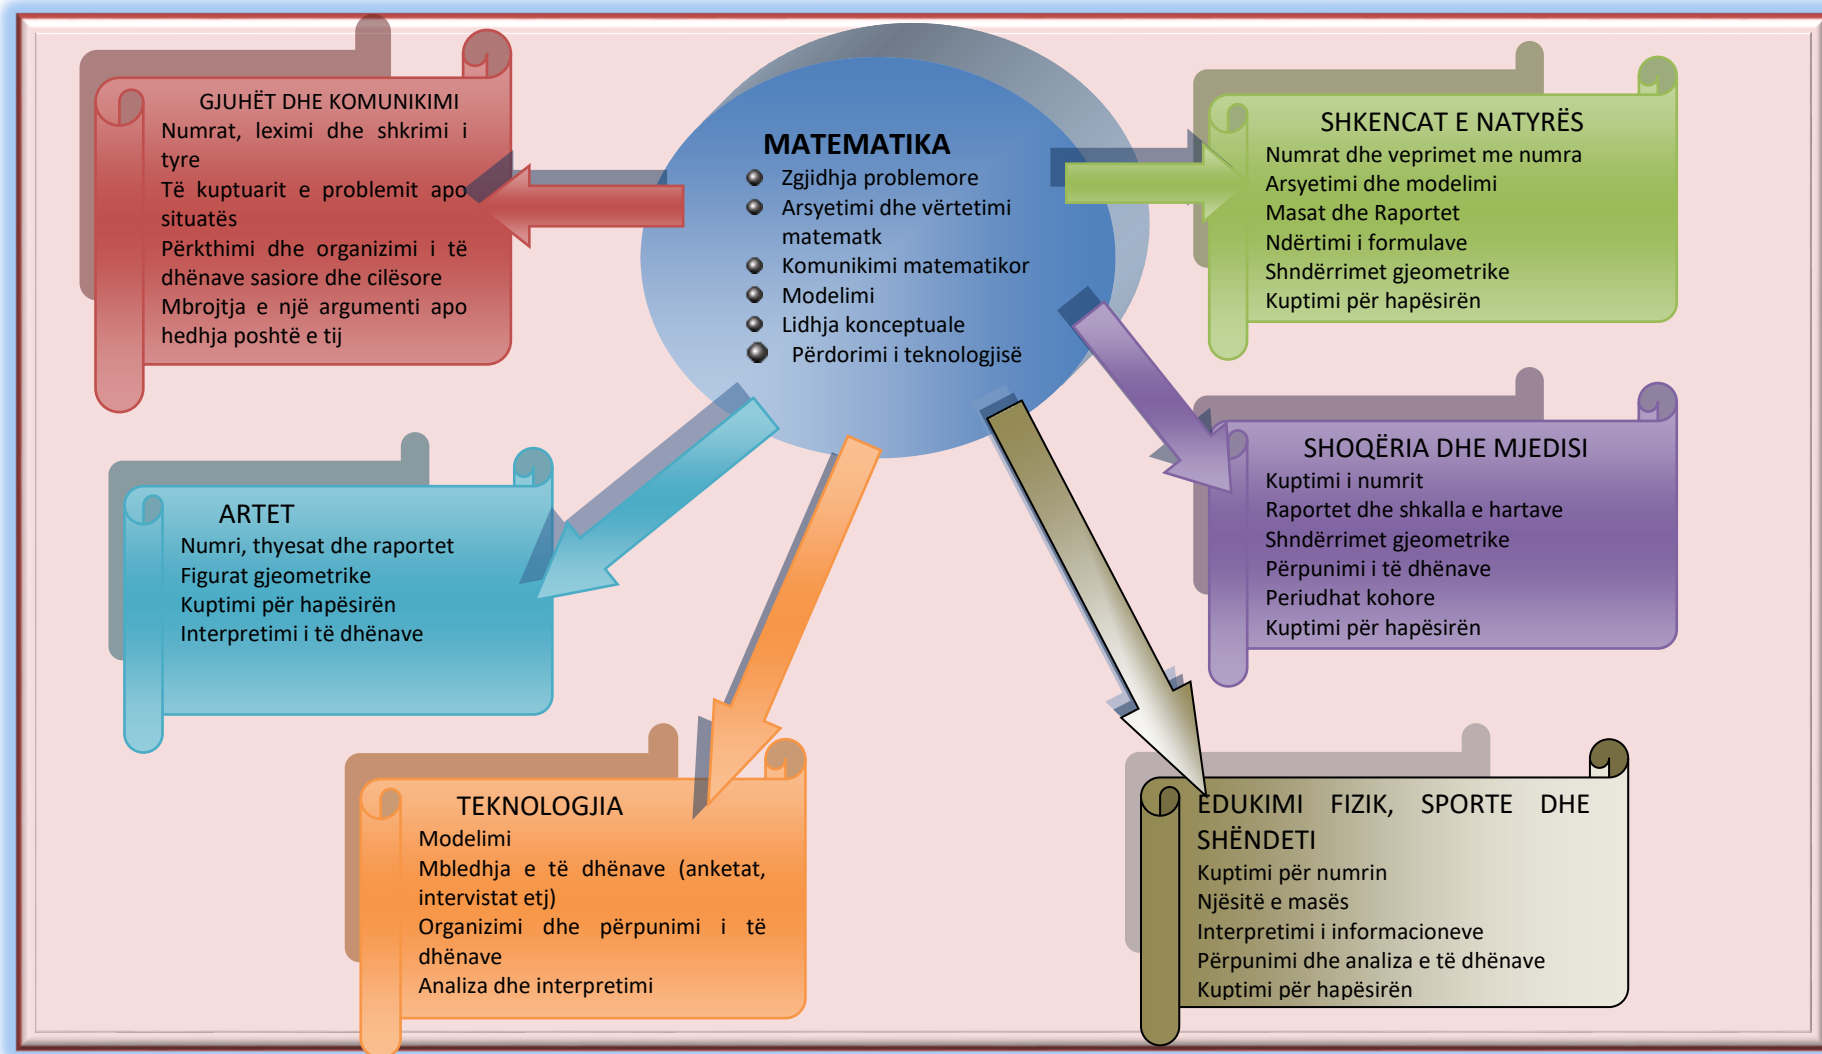 GJUHËT DHE KOMUNIKIMI
Numrat, leximi dhe shkrimi i
tyre
Të kuptuarit e problemit apo
situatës
Përkthimi dhe organizimi i të
dhënave sasiore dhe cilësore
Mbrojtja e një argumenti apo
hedhja poshtë e tij
MATEMATIKA
Zgjidhja problemore
Arsyetimi dhe vërtetimi
matematk
Komunikimi matematikor
Modelimi
Lidhja konceptuale
Përdorimi i teknologjisë
SHKENCAT E NATYRËS
Numrat dhe veprimet me numra
Arsyetimi dhe modelimi
Masat dhe Raportet
Ndërtimi i formulave
Shndërrimet gjeometrike
Kuptimi për hapësirën
ARTET
Numri, thyesat dhe raportet
Figurat gjeometrike
Kuptimi për hapësirën
Interpretimi i të dhënave
SHOQËRIA DHE MJEDISI
Kuptimi i numrit
Raportet dhe shkalla e hartave
Shndërrimet gjeometrike
Përpunimi i të dhënave
Periudhat kohore
Kuptimi për hapësirën
TEKNOLOGJIA
Modelimi
Mbledhja e të dhënave (anketat,
intervistat etj)
Organizimi dhe përpunimi i të
dhënave
Analiza dhe interpretimi
EDUKIMI FIZIK, SPORTE DHE
SHËNDETI
Kuptimi për numrin
Njësitë e masës
Interpretimi i informacioneve
Përpunimi dhe analiza e të dhënave
Kuptimi për hapësirën